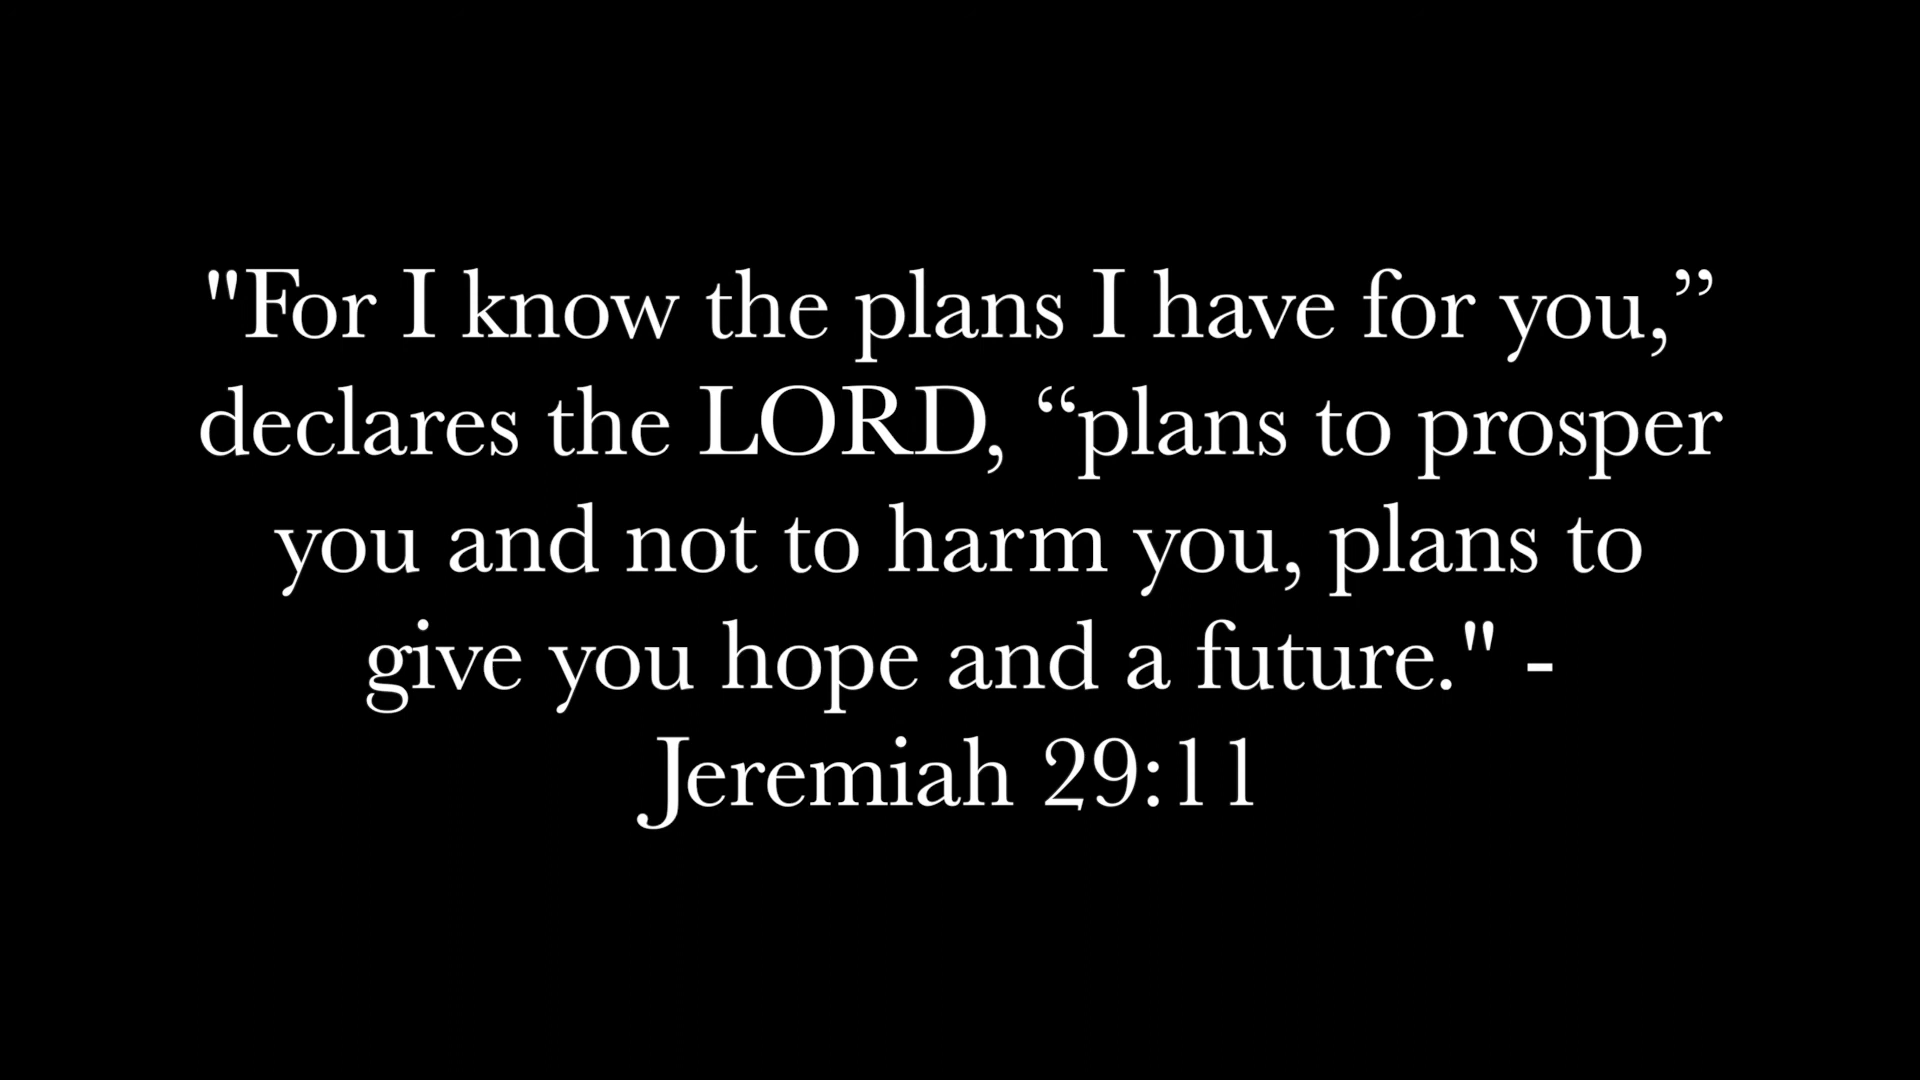 "For I know the plans I have for you,”
declares the LORD, “plans to prosper
you and not to harm you, plans to
give you hope and a future." -
Jeremiah 29:11